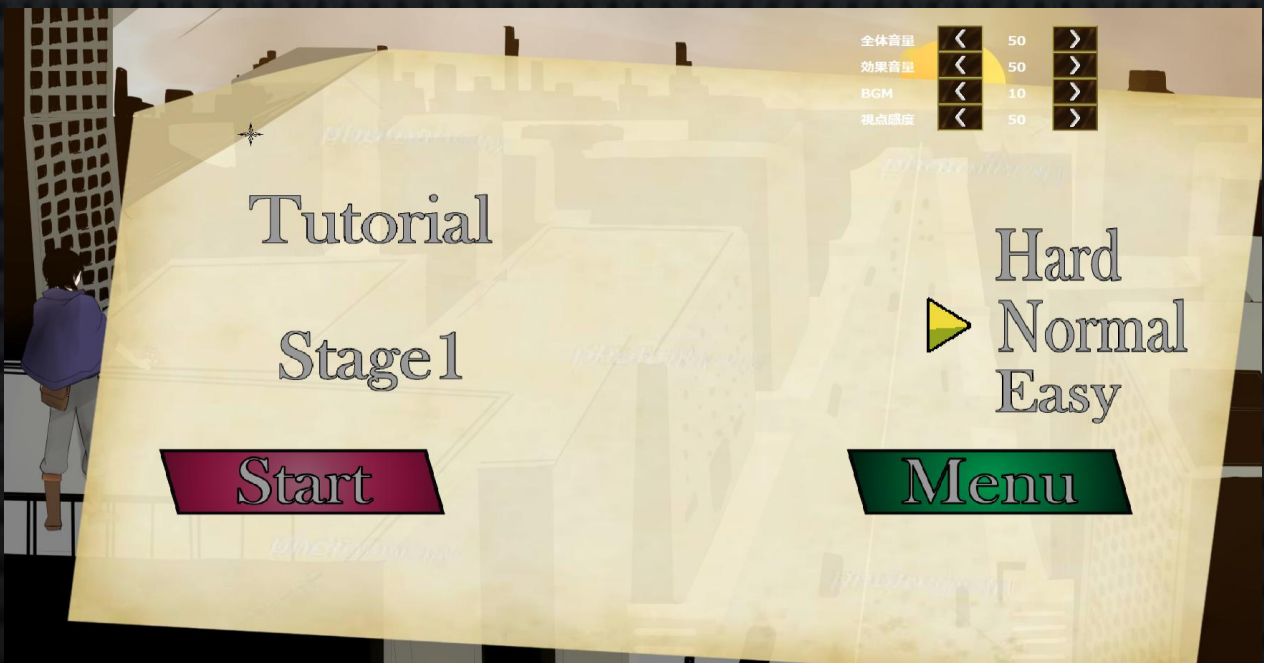 全体音量 50
効果音量 50
BGM 10
視点感度 50
Tutorial
Stage1
Hard
Normal
Easy
Start
Menu